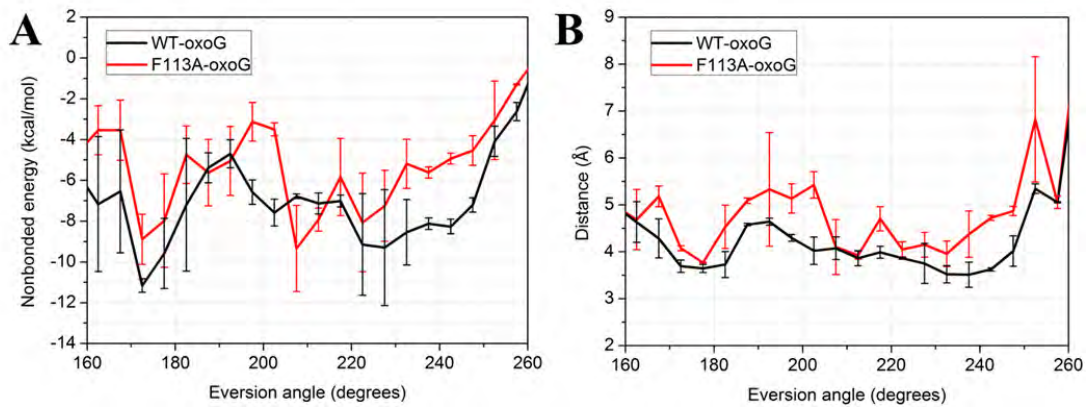 A
WT-oxoG
F113A-oxoG
Nonbonded energy (kcal/mol)
2
0
-2
-4
-6
-8
-10
-12
-14
160 180 200 220 240 260
Eversion angle (degrees)
B
WT-oxoG
F113A-oxoG
Distance (Å)
9
8
7
6
5
4
3
2
160 180 200 220 240 260
Eversion angle (degrees)